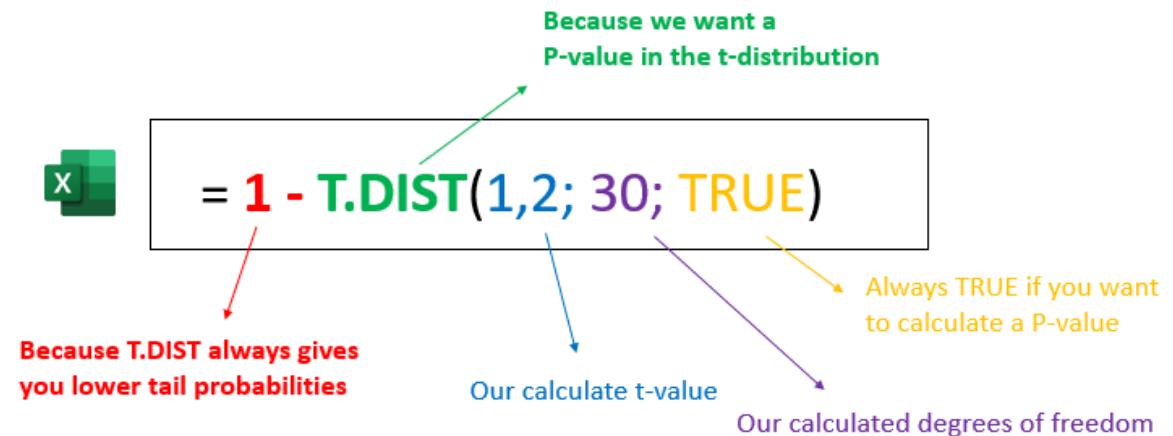 Because we want a
P-value in the t-distribution
X
= 1 - T.DIST(1,2; 30; TRUE)
Always TRUE if you want
to calculate a P-value
Because T.DIST always gives
you lower tail probabilities
Our calculate t-value
Our calculated degrees of freedom